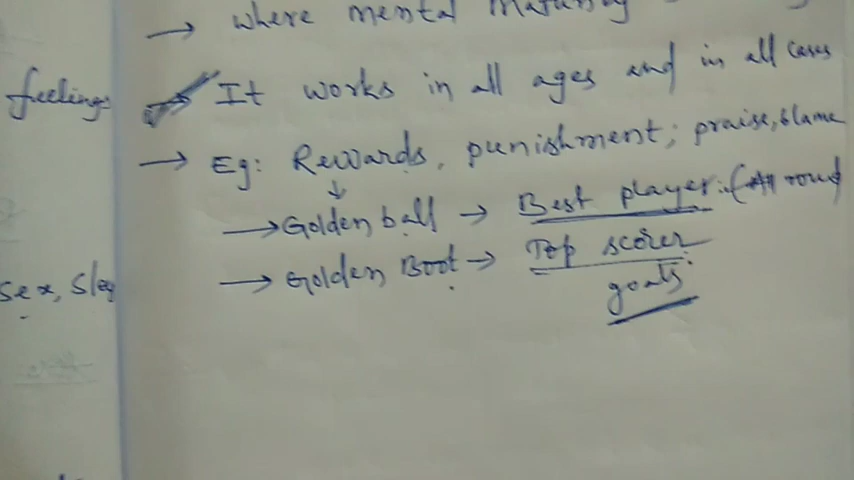 → where mental
feelings
→ It works in all ages and in all cases
→ Eg: Rewards, punishment; praise, blame
↓
→ Golden ball → Best player. (All round
→ Golden Boot → Top scorer
goals.
sex,